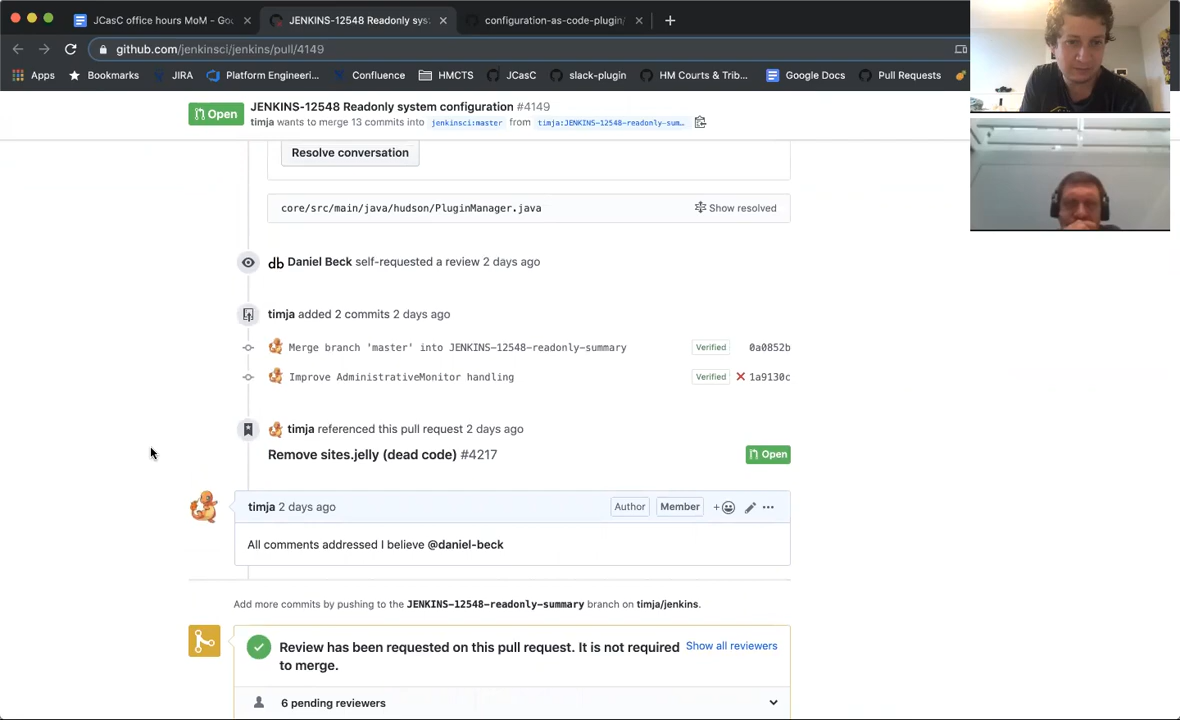 JCasC office hours MoM – Go
JENKINS-12548 Readonly sys
configuration-as-code-plugin/
github.com/jenkinsci/jenkins/pull/4149
Apps
Bookmarks
JIRA
Platform Engineeri...
Confluence
HMCTS
JCasC
slack-plugin
HM Courts & Trib...
Google Docs
Pull Requests
Open
JENKINS-12548 Readonly system configuration #4149
timja wants to merge 13 commits into jenkinsci:master from timja:JENKINS-12548-readonly-sum…
Resolve conversation
core/src/main/java/hudson/PluginManager.java
Show resolved
db Daniel Beck self-requested a review 2 days ago
timja added 2 commits 2 days ago
Merge branch 'master' into JENKINS-12548-readonly-summary
Verified
0a0852b
Improve AdministrativeMonitor handling
Verified
1a9130c
timja referenced this pull request 2 days ago
Remove sites.jelly (dead code) #4217
Open
timja 2 days ago
Author
Member
All comments addressed I believe @daniel-beck
Add more commits by pushing to the JENKINS-12548-readonly-summary branch on timja/jenkins.
Review has been requested on this pull request. It is not required
to merge.
Show all reviewers
6 pending reviewers